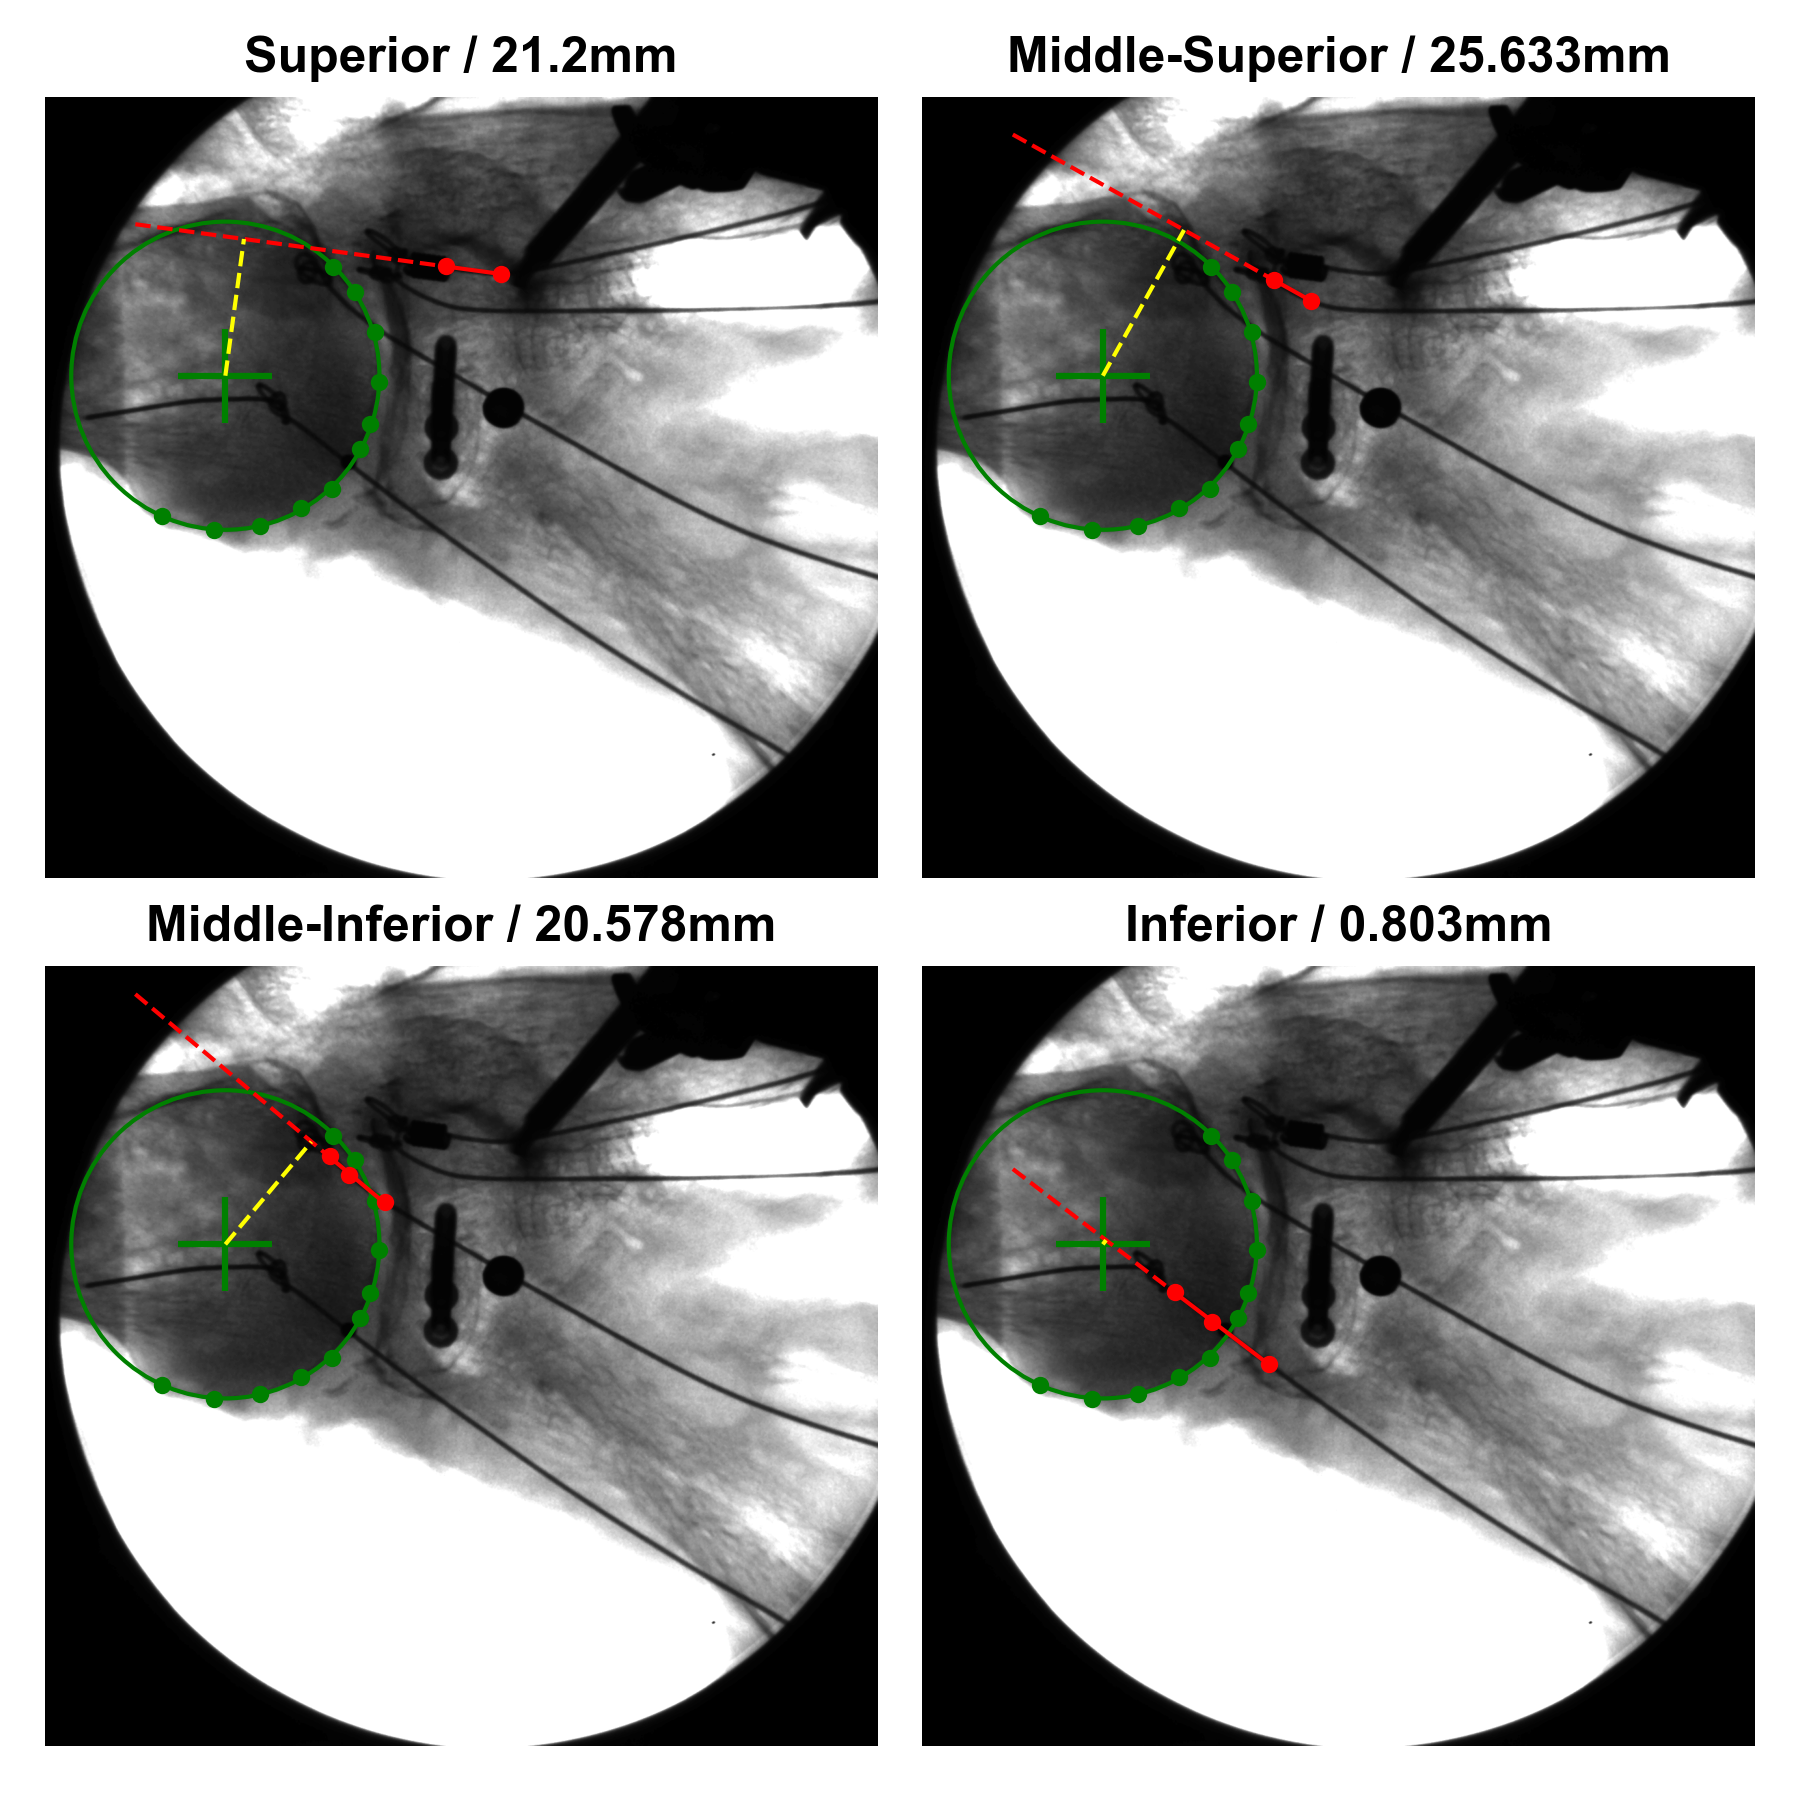 Superior / 21.2mm
Middle-Superior / 25.633mm
Middle-Inferior / 20.578mm
Inferior / 0.803mm